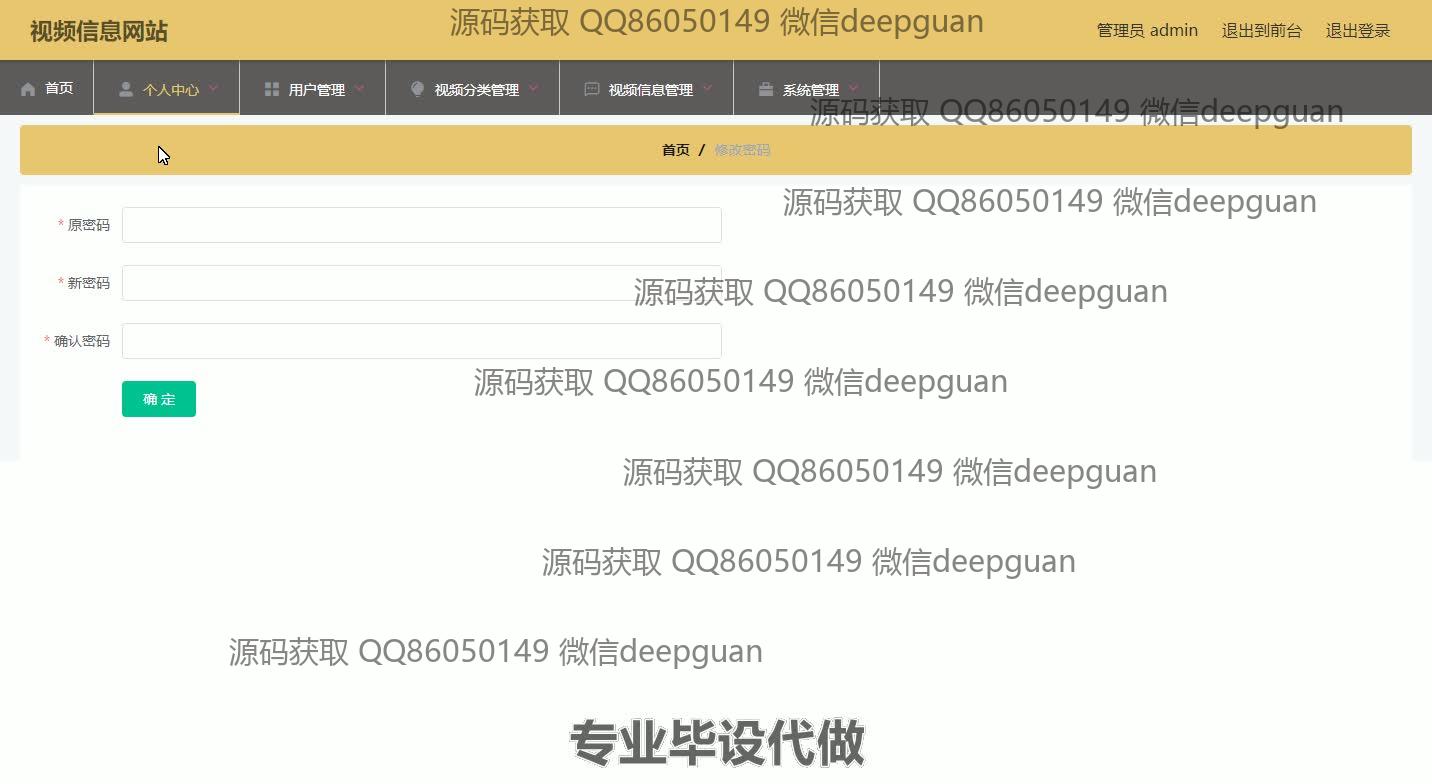 视频信息网站
源码获取 QQ86050149 微信deepguan
管理员 admin 退出到前台 退出登录
首页 个人中心 用户管理 视频分类管理 视频信息管理 系统管理
源码获取 QQ86050149 微信deepguan
首页 / 修改密码
源码获取 QQ86050149 微信deepguan
* 原密码
* 新密码
源码获取 QQ86050149 微信deepguan
* 确认密码
源码获取 QQ86050149 微信deepguan
确 定
源码获取 QQ86050149 微信deepguan
源码获取 QQ86050149 微信deepguan
源码获取 QQ86050149 微信deepguan
专业毕设代做